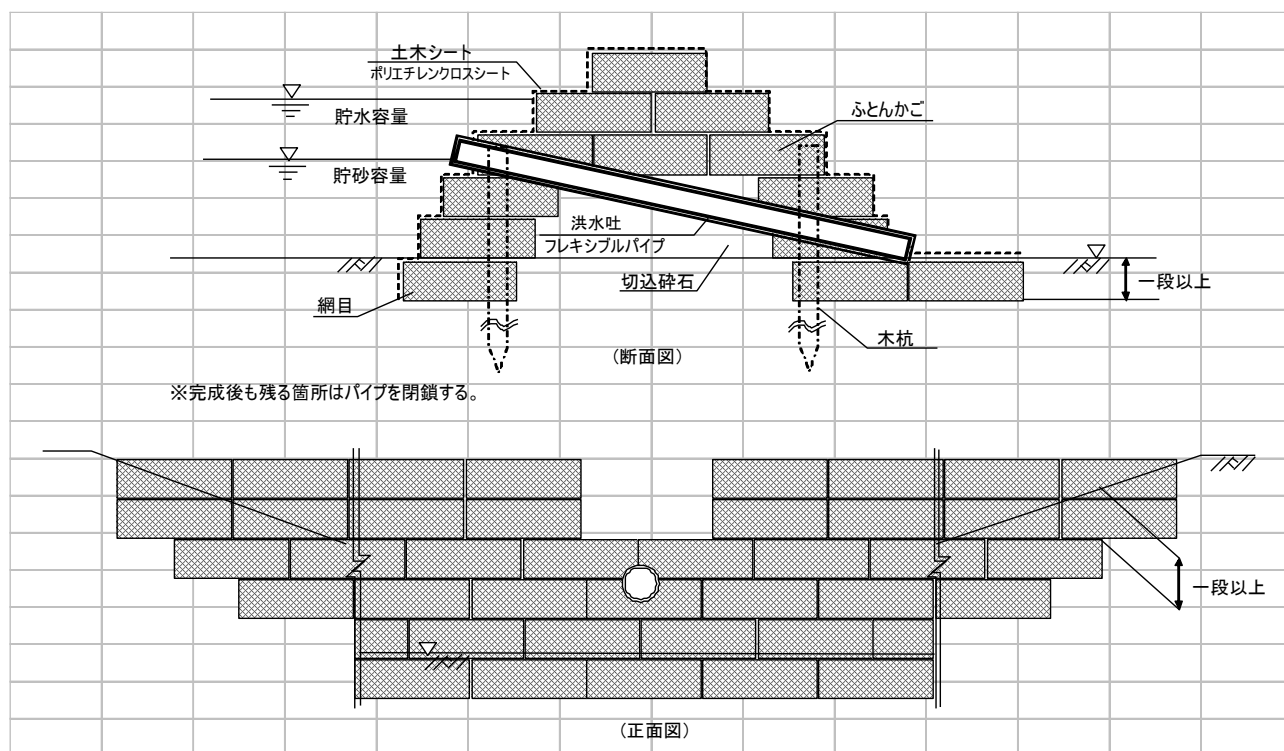 土木シート
ポリエチレンクロスシート
貯水容量
ふとんかご
貯砂容量
洪水吐
フレキシブルパイプ
切込砕石
一段以上
網目
木杭
(断面図)
※完成後も残る箇所はパイプを閉鎖する。
一段以上
(正面図)